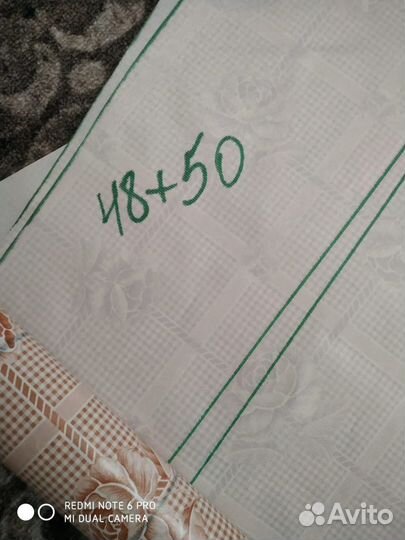 48+50
REDMI NOTE 6 PRO
MI DUAL CAMERA
Avito